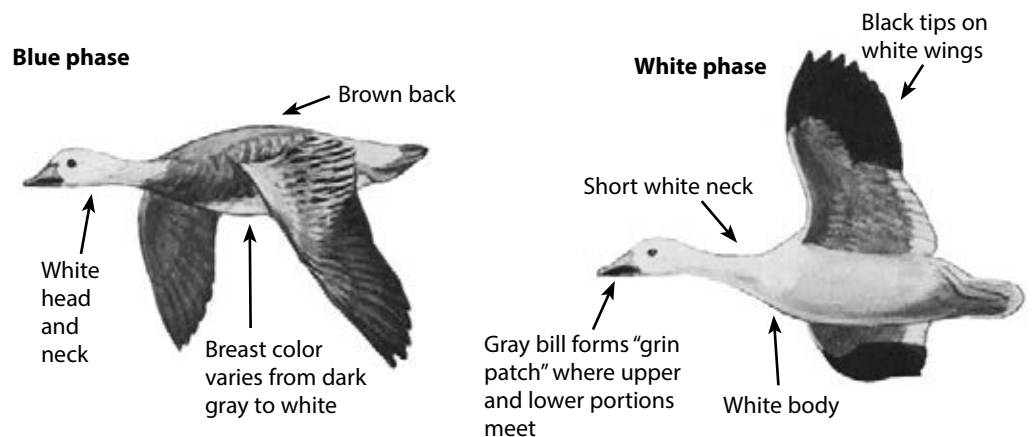 Blue phase
Brown back
White
head
and
neck
Breast color
varies from dark
gray to white
White phase
Black tips on
white wings
Short white neck
Gray bill forms “grin
patch” where upper
and lower portions
meet
White body